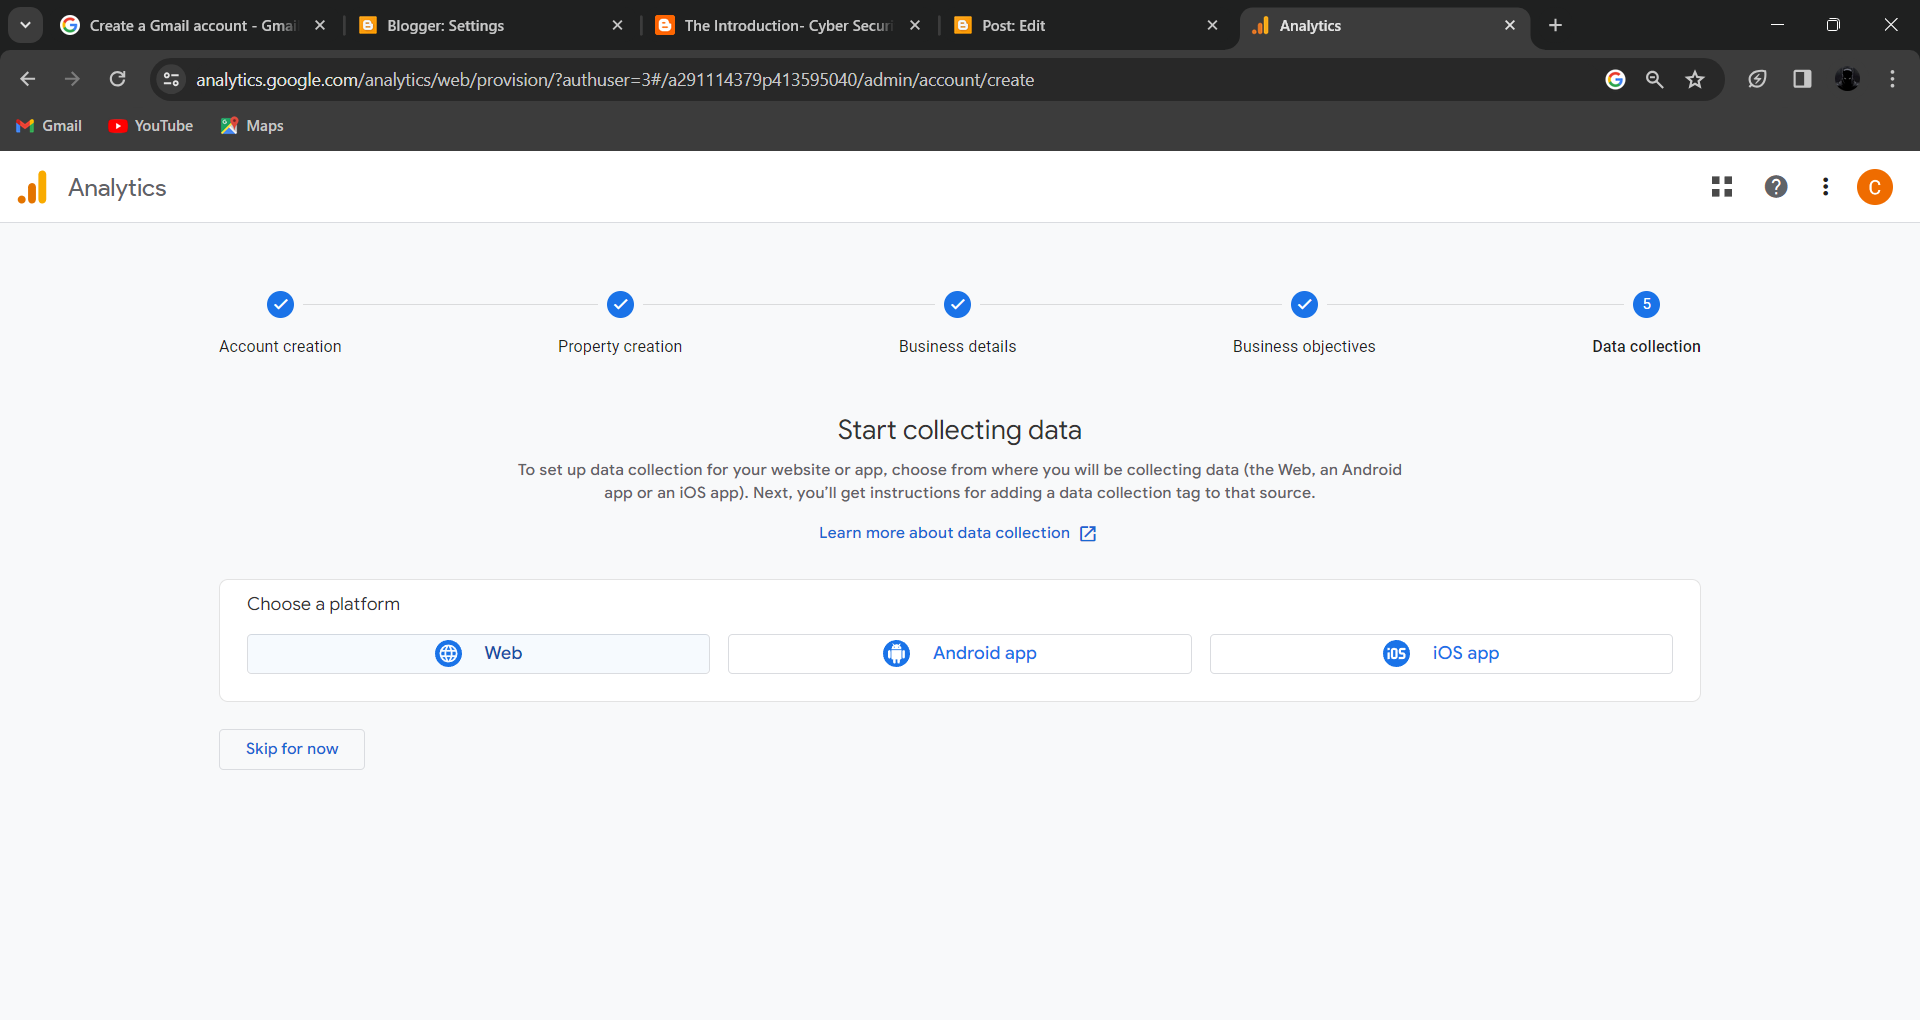 Create a Gmail account - Gmai
Blogger: Settings
The Introduction- Cyber Securi
Post: Edit
Analytics
analytics.google.com/analytics/web/provision/?authuser=3#/a291114379p413595040/admin/account/create
Gmail
YouTube
Maps
Analytics
C
5
Account creation
Property creation
Business details
Business objectives
Data collection
Start collecting data
To set up data collection for your website or app, choose from where you will be collecting data (the Web, an Android
app or an iOS app). Next, you'll get instructions for adding a data collection tag to that source.
Learn more about data collection
Choose a platform
Web
Android app
iOS
iOS app
Skip for now